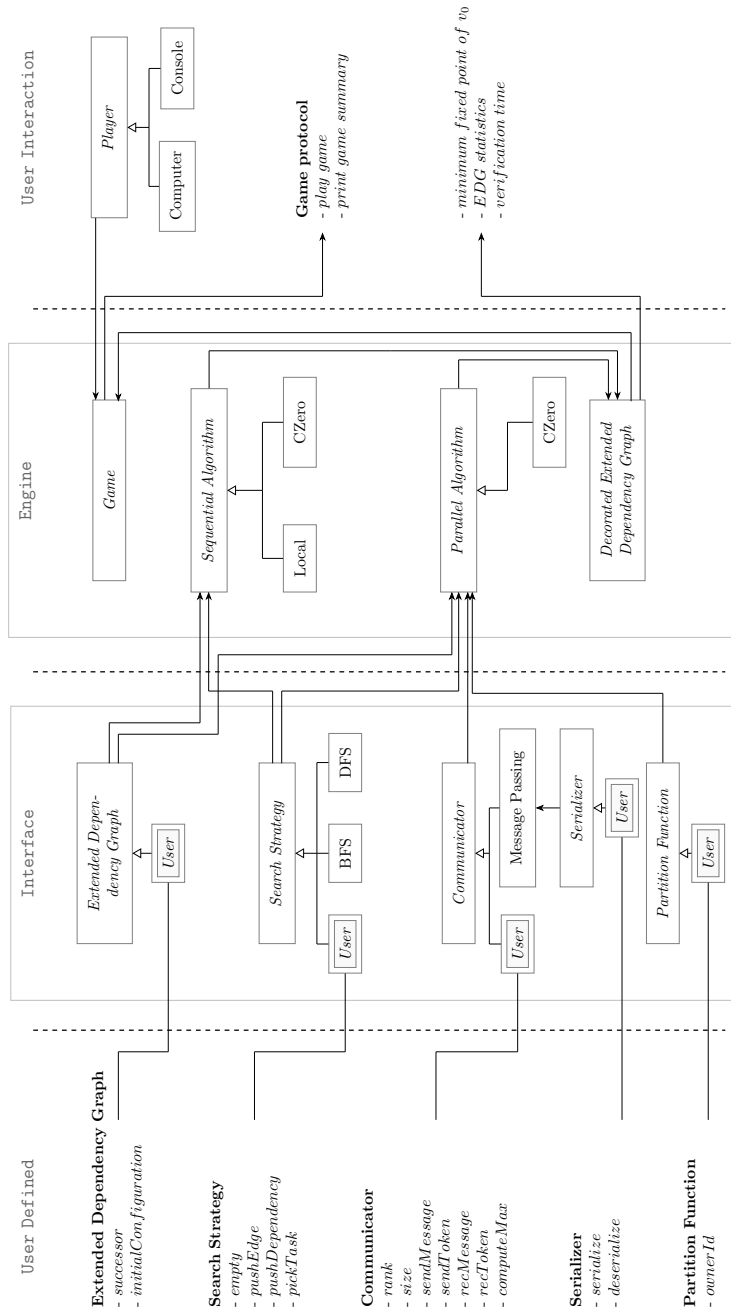 User Defined
Extended Dependency Graph
- successor
- initialConfiguration
Search Strategy
- empty
- pushEdge
- pushDependency
- pickTask
Communicator
- rank
- size
- sendMessage
- sendToken
- recMessage
- recToken
- computeMax
Serializer
- serialize
- deserialize
Partition Function
- ownerId
Interface
Extended Depen-
dency Graph
User
Search Strategy
User
BFS
DFS
Communicator
User
Message Passing
Serializer
User
Partition Function
User
Engine
Game
Sequential Algorithm
Local
CZero
Parallel Algorithm
CZero
Decorated Extended
Dependency Graph
User Interaction
Player
Computer
Console
Game protocol
- play game
- print game summary
- minimum fixed point of v₀
- EDG statistics
- verification time